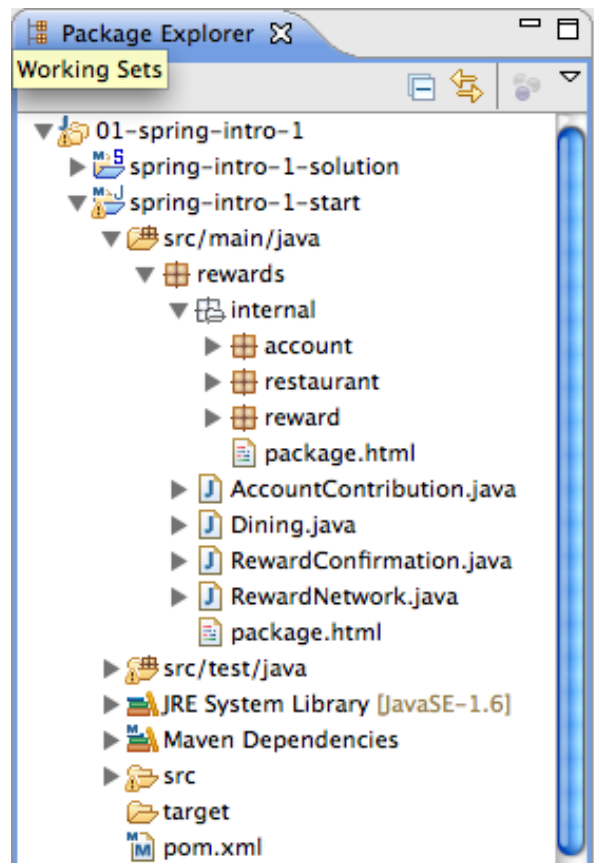 Package Explorer
Working Sets
01-spring-intro-1
spring-intro-1-solution
spring-intro-1-start
src/main/java
rewards
internal
account
restaurant
reward
package.html
AccountContribution.java
Dining.java
RewardConfirmation.java
RewardNetwork.java
package.html
src/test/java
JRE System Library [JavaSE-1.6]
Maven Dependencies
src
target
pom.xml